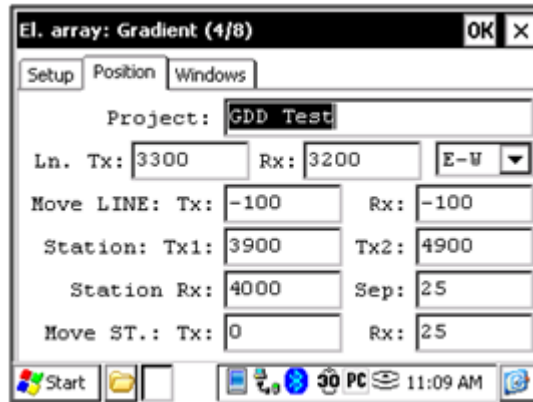 El. array: Gradient (4/8) OK ×
Setup Position Windows
Project: GDD Test
Ln. Tx: 3300 Rx: 3200 E-W
Move LINE: Tx: -100 Rx: -100
Station: Tx1: 3900 Tx2: 4900
Station Rx: 4000 Sep: 25
Move ST.: Tx: 0 Rx: 25
Start 30 PC 11:09 AM